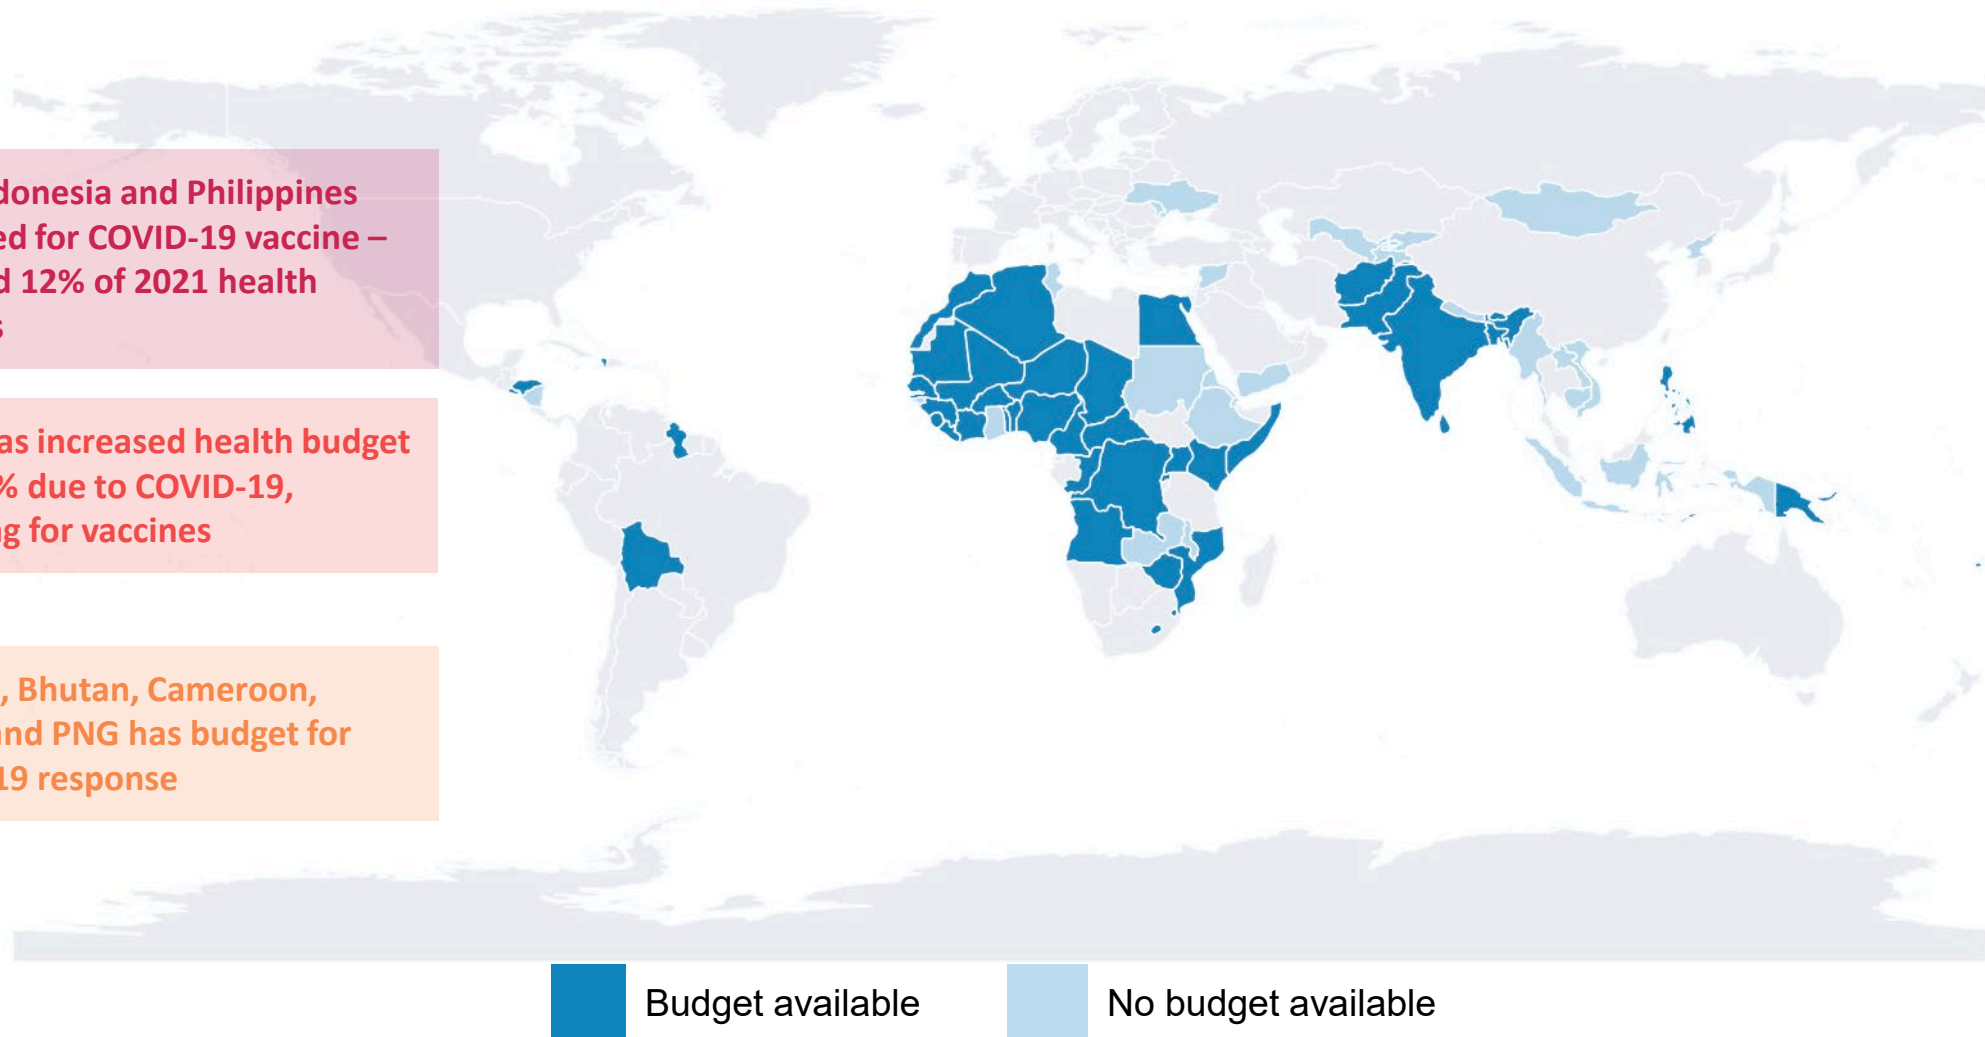 donesia and Philippines
ed for COVID-19 vaccine –
d 12% of 2021 health
s
as increased health budget
% due to COVID-19,
g for vaccines
, Bhutan, Cameroon,
and PNG has budget for
19 response
Budget available
No budget available